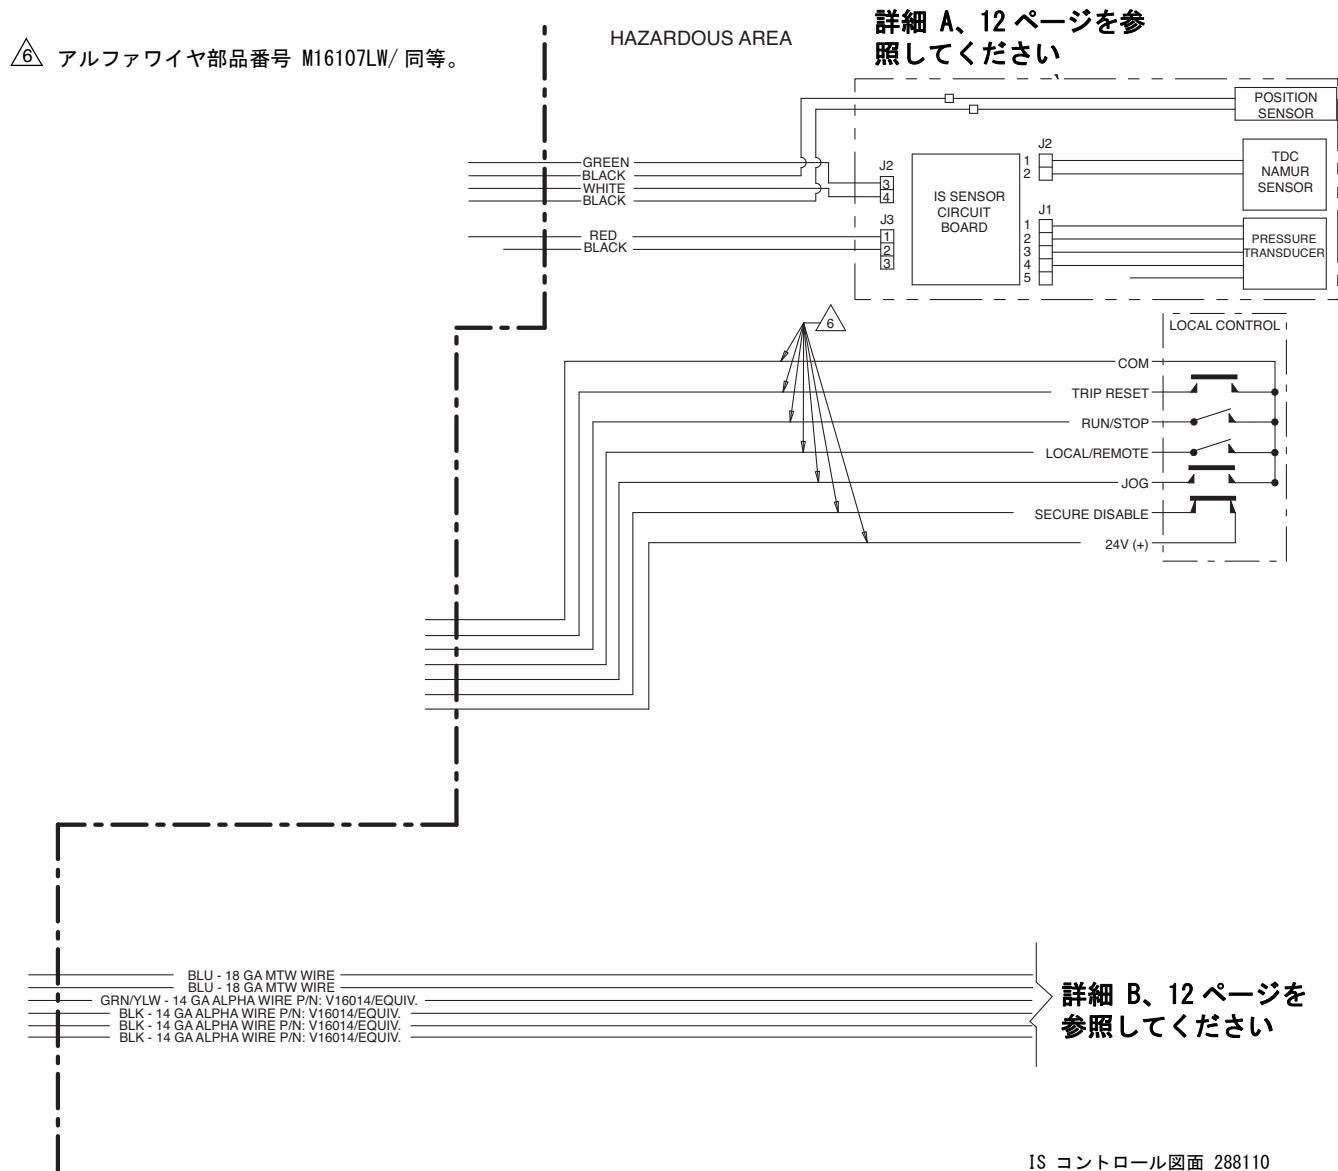 6 アルファワイヤ部品番号 M16107LW/ 同等。
HAZARDOUS AREA
詳細 A、12 ページを参
照してください
POSITION
SENSOR
GREEN
BLACK
WHITE
BLACK
RED
BLACK
J2
3
4
J3
1
2
3
IS SENSOR
CIRCUIT
BOARD
J2
1
2
J1
1
2
3
4
5
TDC
NAMUR
SENSOR
PRESSURE
TRANSDUCER
6
LOCAL CONTROL
COM
TRIP RESET
RUN/STOP
LOCAL/REMOTE
JOG
SECURE DISABLE
24V (+)
BLU - 18 GA MTW WIRE
BLU - 18 GA MTW WIRE
GRN/YLW - 14 GA ALPHA WIRE P/N: V16014/EQUIV.
BLK - 14 GA ALPHA WIRE P/N: V16014/EQUIV.
BLK - 14 GA ALPHA WIRE P/N: V16014/EQUIV.
BLK - 14 GA ALPHA WIRE P/N: V16014/EQUIV.
詳細 B、12 ページを
参照してください
IS コントロール図面 288110